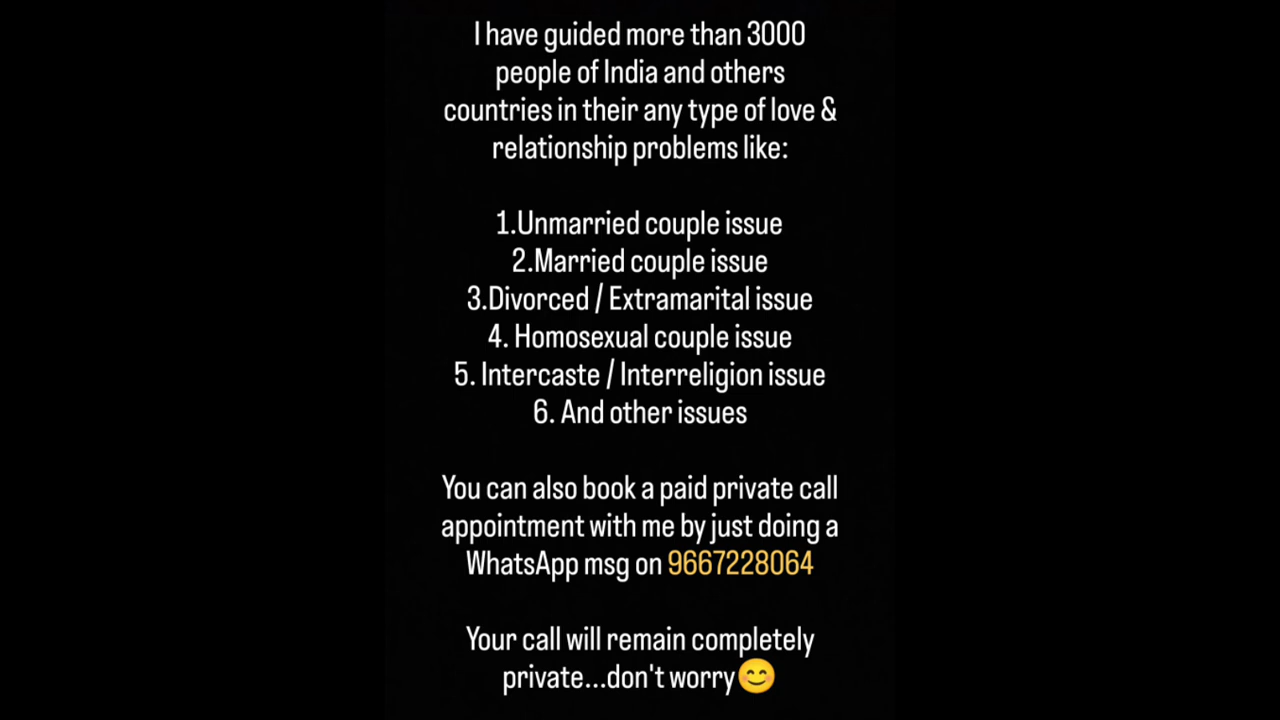 I have guided more than 3000
people of India and others
countries in their any type of love &
relationship problems like:
1.Unmarried couple issue
2.Married couple issue
3.Divorced / Extramarital issue
4. Homosexual couple issue
5. Intercaste / Interreligion issue
6. And other issues
You can also book a paid private call
appointment with me by just doing a
WhatsApp msg on 9667228064
Your call will remain completely
private...don't worry😊